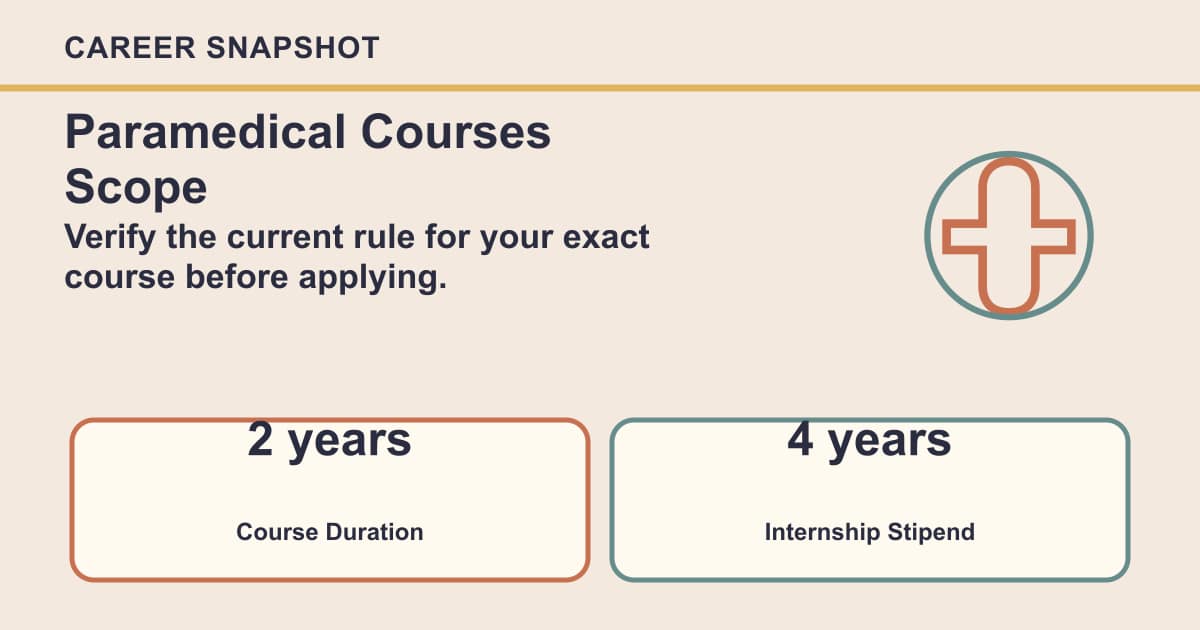 CAREER SNAPSHOT
Paramedical Courses
Scope
Verify the current rule for your exact
course before applying.
2 years
Course Duration
4 years
Internship Stipend